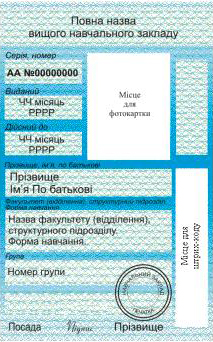 Повна назва
вищого навчального закладу
Серія, номер
АА №00000000
Виданий
ЧЧ місяць
РРРР
Дійсний до
ЧЧ місяць
РРРР
Місце
для
фотокартки
Прізвище, ім'я, по батькові
Прізвище
Ім'я По батькові
Факультет (відділення), структурний підрозділ.
Форма навчання
Назва факультету (відділення),
структурного підрозділу.
Форма навчання.
Група
Номер групи
Місце для
штрих-коду
Посада
Підпис
Прізвище